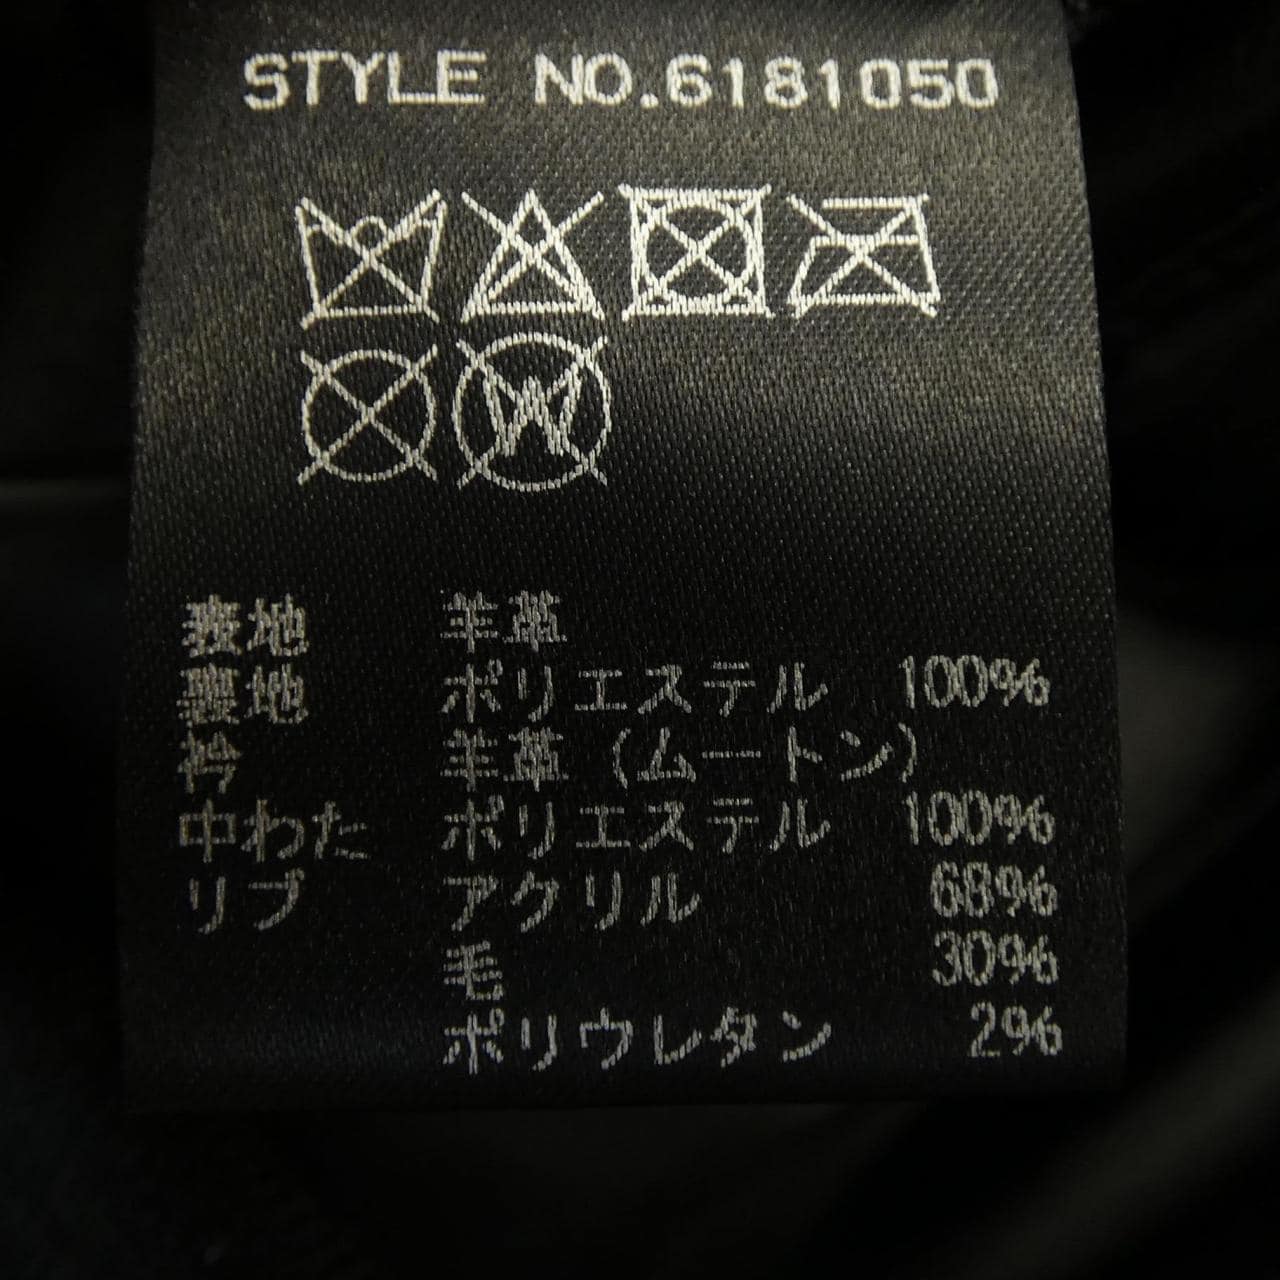 STYLE NO.6181050
W
表地 羊革
裏地 ポリエステル 100%
衿 羊革 (ムートン)
中わた ポリエステル 100%
リブ アクリル 68%
毛 30%
ポリウレタン 2%